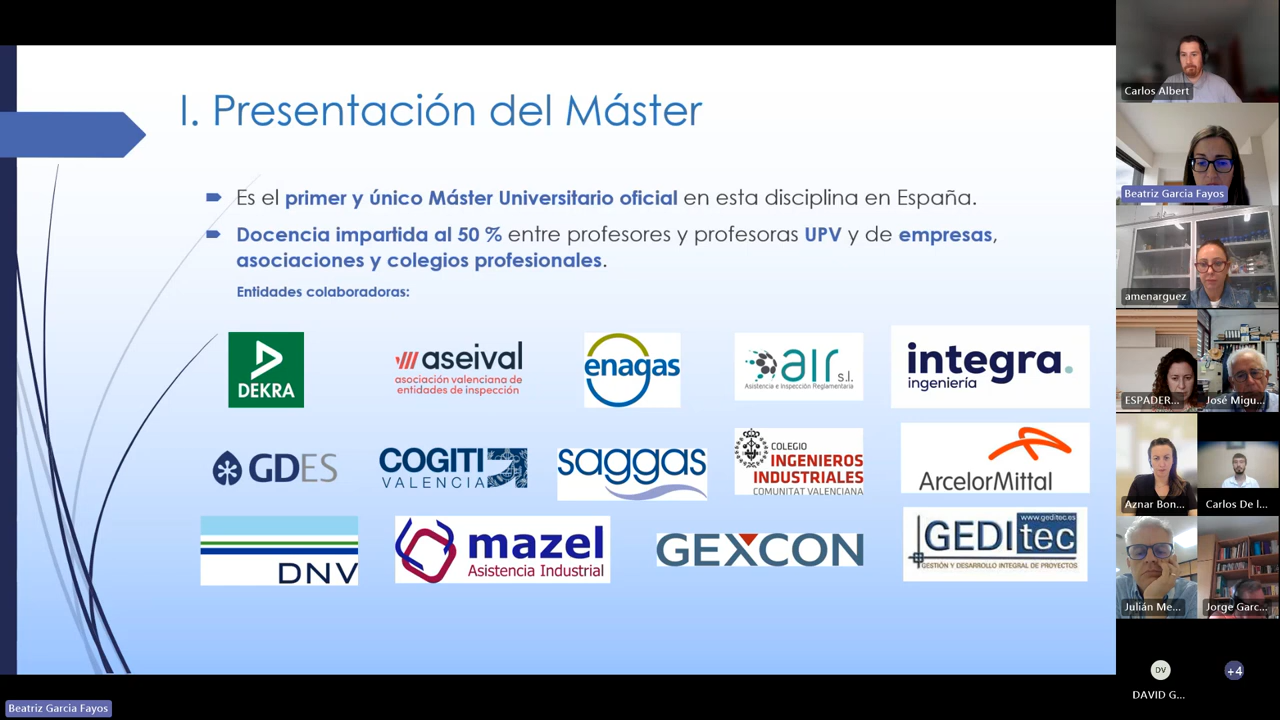 I. Presentación del Máster
Es el primer y único Máster Universitario oficial en esta disciplina en España.
Docencia impartida al 50 % entre profesores y profesoras UPV y de empresas,
asociaciones y colegios profesionales.
Entidades colaboradoras:
DEKRA
aseival
asociación valenciana de
entidades de inspección
enagas
air s.l.
Asistencia e Inspección Reglamentaria
integra.
ingeniería
GDES
COGITI
VALENCIA
saggas
COLEGIO
INGENIEROS
INDUSTRIALES
COMUNITAT VALENCIANA
ArcelorMittal
DNV
mazel
Asistencia Industrial
GEXCON
www.geditec.es
GEDItec
GESTIÓN Y DESARROLLO INTEGRAL DE PROYECTOS
Carlos Albert
Beatriz Garcia Fayos
amenarguez
ESPADER...
José Migu...
Aznar Bon...
Carlos De l...
Julián Me...
Jorge Garc...
DV
+4
DAVID G...
Beatriz Garcia Fayos